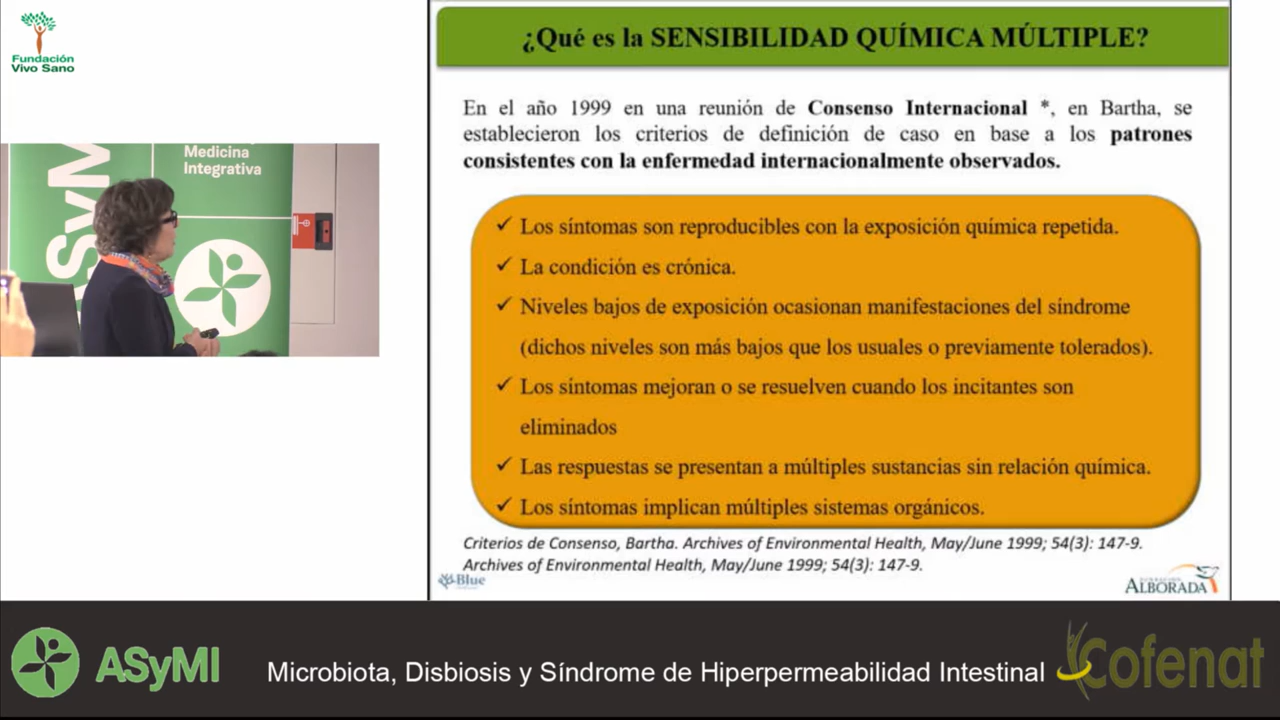 Fundación
Vivo Sano
ASyM
Medicina
Integrativa
¿Qué es la SENSIBILIDAD QUÍMICA MÚLTIPLE?
En el año 1999 en una reunión de Consenso Internacional *, en Bartha, se
establecieron los criterios de definición de caso en base a los patrones
consistentes con la enfermedad internacionalmente observados.
✓ Los síntomas son reproducibles con la exposición química repetida.
✓ La condición es crónica.
✓ Niveles bajos de exposición ocasionan manifestaciones del síndrome
(dichos niveles son más bajos que los usuales o previamente tolerados).
✓ Los síntomas mejoran o se resuelven cuando los incitantes son
eliminados
✓ Las respuestas se presentan a múltiples sustancias sin relación química.
✓ Los síntomas implican múltiples sistemas orgánicos.
Criterios de Consenso, Bartha. Archives of Environmental Health, May/June 1999; 54(3): 147-9.
Archives of Environmental Health, May/June 1999; 54(3): 147-9.
Blue
ALBORADA
ASyMI
Microbiota, Disbiosis y Síndrome de Hiperpermeabilidad Intestinal
Cofenat